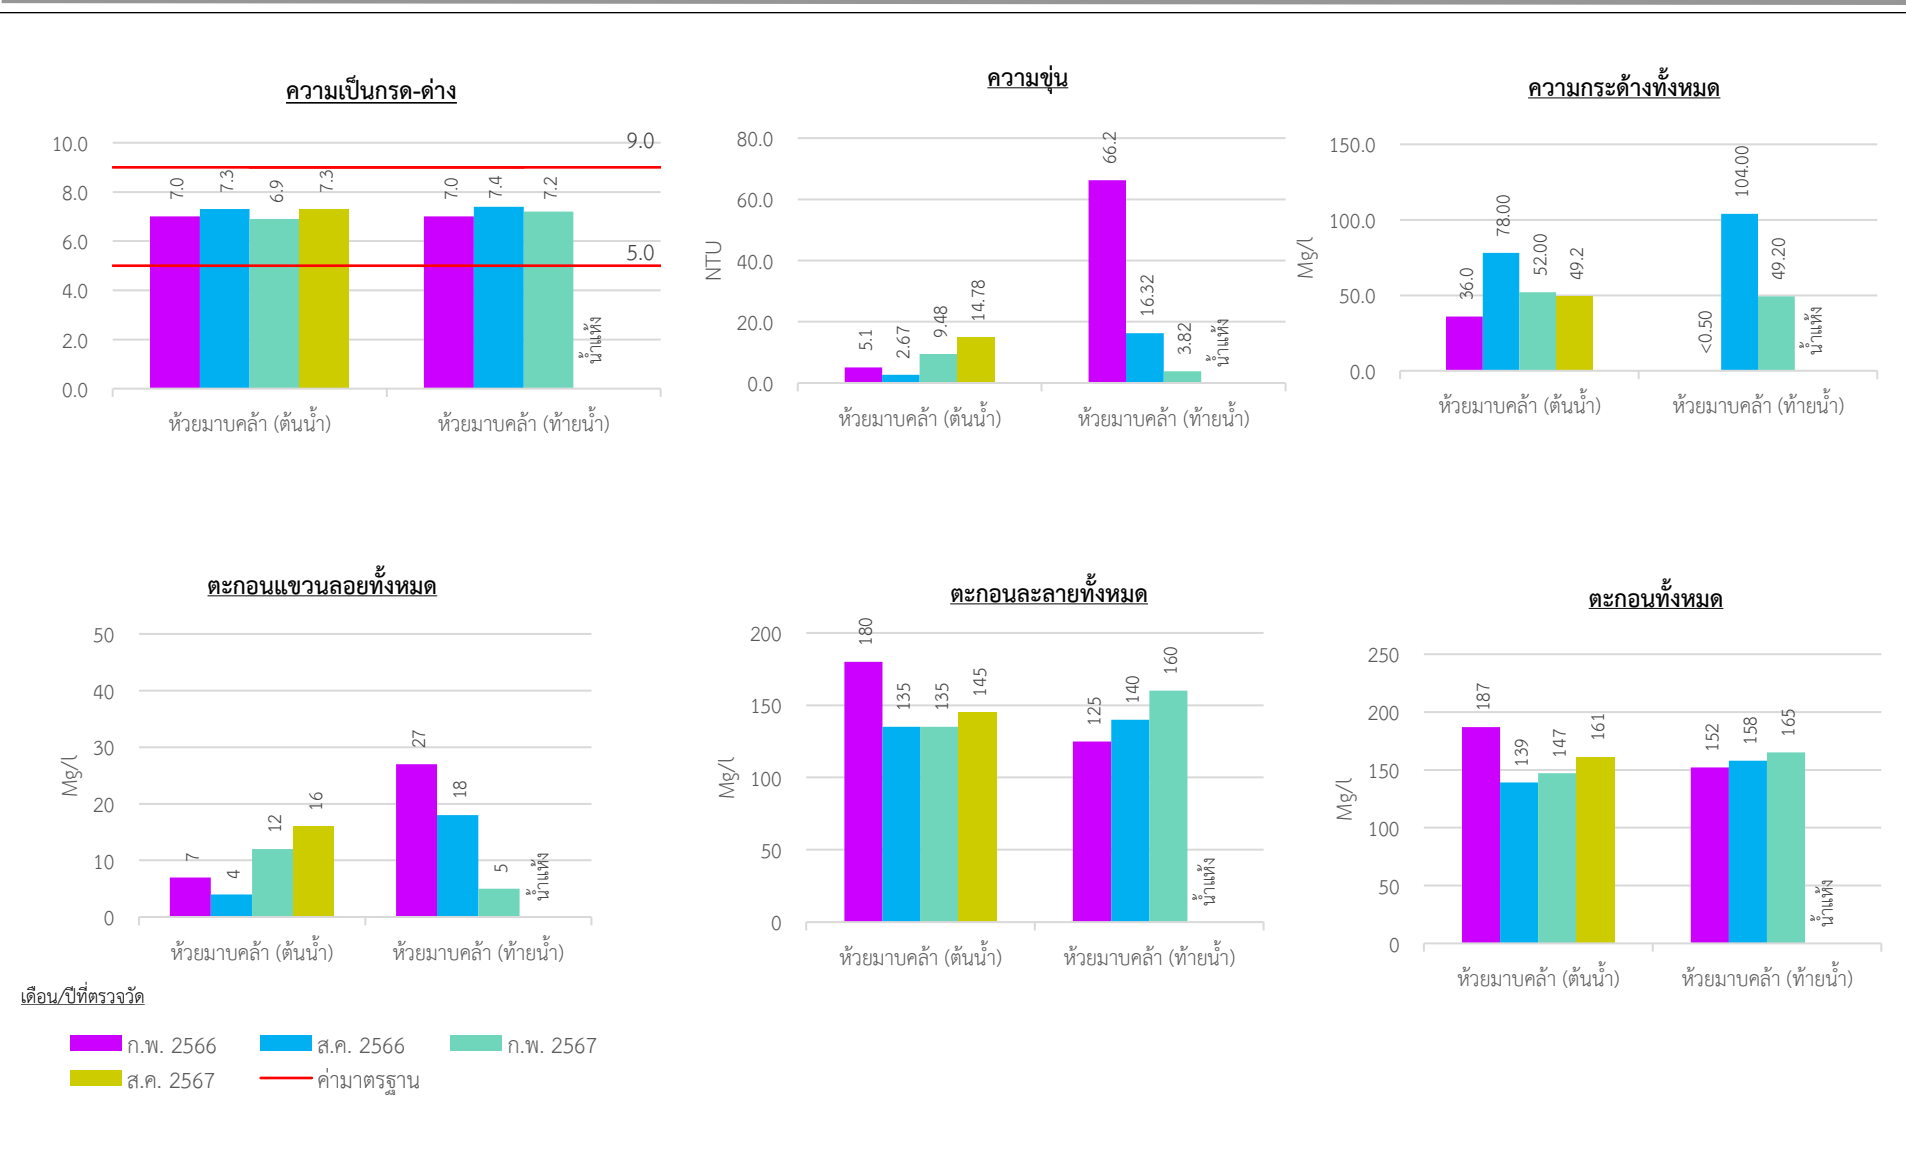 ความเป็นกรด-ด่าง
10.0
8.0
6.0
4.0
2.0
0.0
9.0
5.0
7.0
7.3
6.9
7.3
7.0
7.4
7.2
น้ำแห้ง
ห้วยมาบคล้า (ต้นน้ำ)
ห้วยมาบคล้า (ท้ายน้ำ)
ความขุ่น
NTU
80.0
60.0
40.0
20.0
0.0
5.1
2.67
9.48
14.78
66.2
16.32
3.82
น้ำแห้ง
ห้วยมาบคล้า (ต้นน้ำ)
ห้วยมาบคล้า (ท้ายน้ำ)
ความกระด้างทั้งหมด
Mg/l
150.0
100.0
50.0
0.0
36.0
78.00
52.00
49.2
<0.50
104.00
49.20
น้ำแห้ง
ห้วยมาบคล้า (ต้นน้ำ)
ห้วยมาบคล้า (ท้ายน้ำ)
ตะกอนแขวนลอยทั้งหมด
Mg/l
50
40
30
20
10
0
7
4
12
16
27
18
5
น้ำแห้ง
ห้วยมาบคล้า (ต้นน้ำ)
ห้วยมาบคล้า (ท้ายน้ำ)
ตะกอนละลายทั้งหมด
Mg/l
200
150
100
50
0
180
135
135
145
125
140
160
น้ำแห้ง
ห้วยมาบคล้า (ต้นน้ำ)
ห้วยมาบคล้า (ท้ายน้ำ)
ตะกอนทั้งหมด
Mg/l
250
200
150
100
50
0
187
139
147
161
152
158
165
น้ำแห้ง
ห้วยมาบคล้า (ต้นน้ำ)
ห้วยมาบคล้า (ท้ายน้ำ)
เดือน/ปีที่ตรวจวัด
ก.พ. 2566
ส.ค. 2566
ก.พ. 2567
ส.ค. 2567
ค่ามาตรฐาน